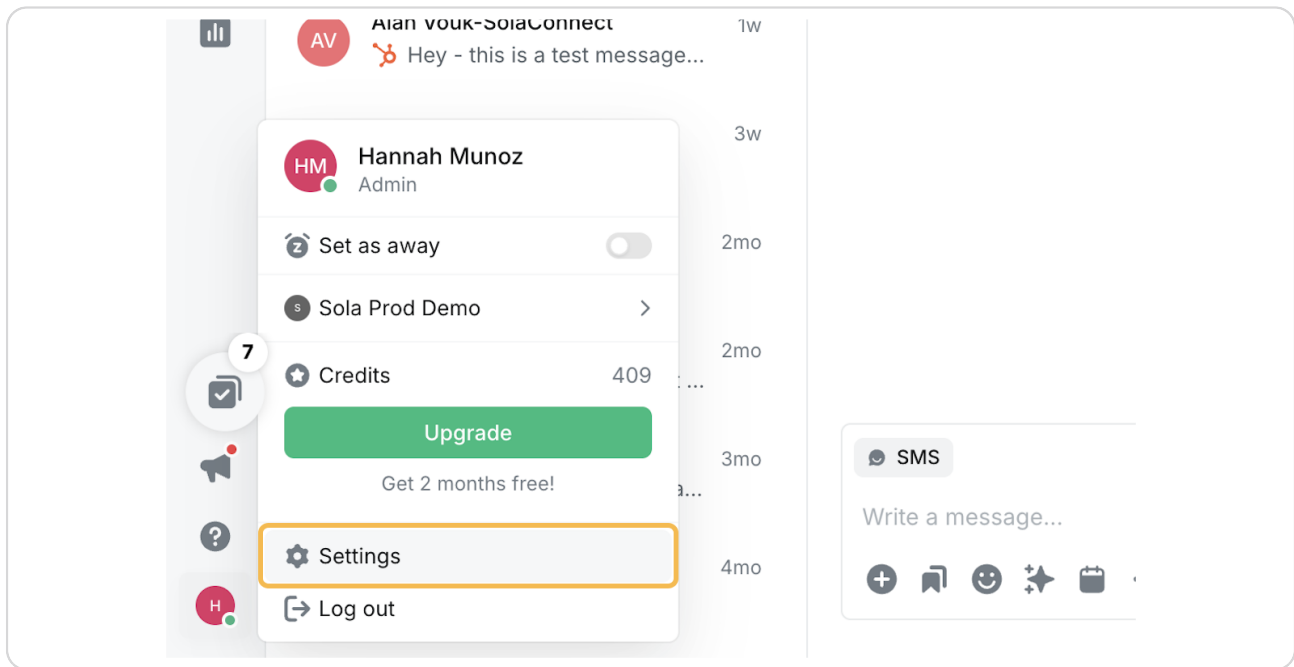 Alan Vouk-SolaConnect
1w
AV
Hey - this is a test message...
3w
HM
Hannah Munoz
Admin
Z
Set as away
2mo
S
Sola Prod Demo
7
2mo
Credits
409
...
Upgrade
3mo
Get 2 months free!
a...
SMS
Write a message...
?
Settings
4mo
H
Log out